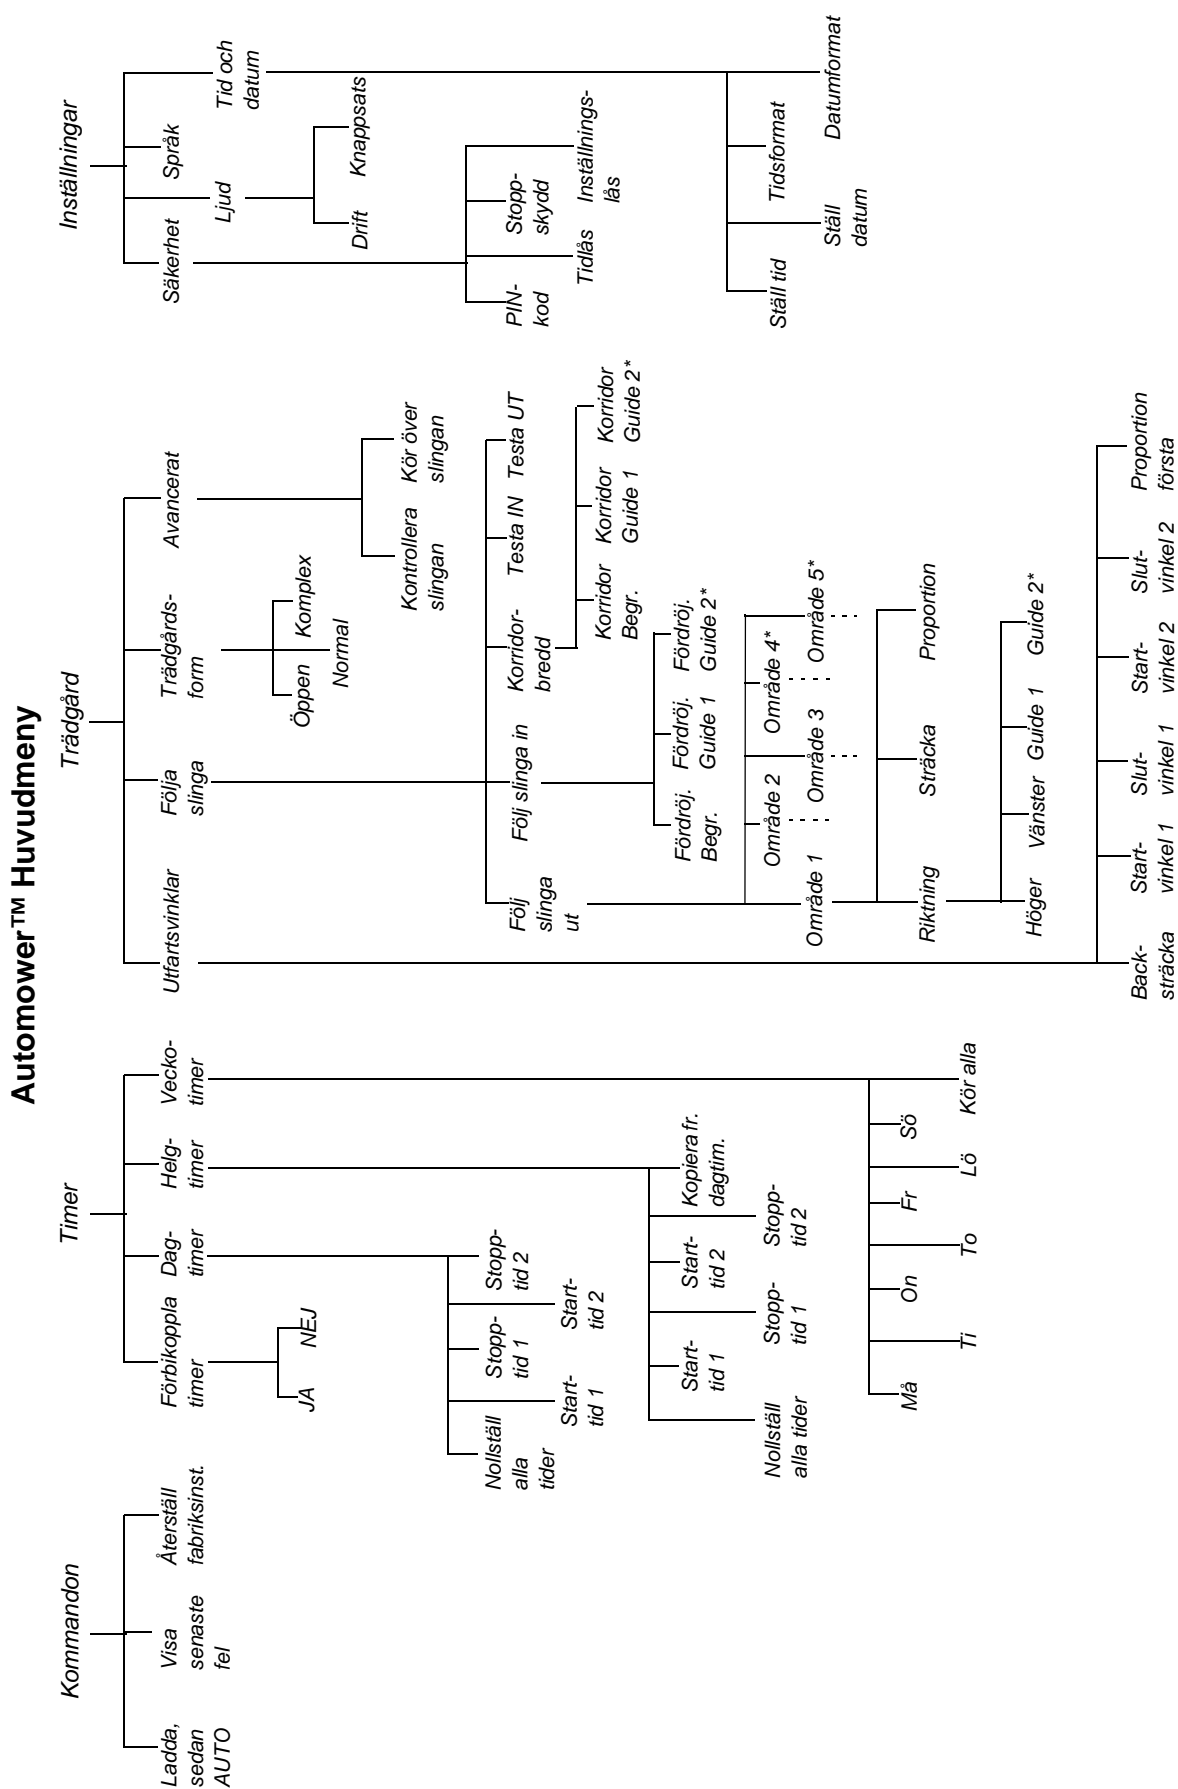 Automower™ Huvudmeny
Kommandon
Ladda,
sedan
AUTO
Visa
senaste
fel
Återställ
fabriksinst.
Timer
Förbikoppla
timer
JA
NEJ
Dag-
timer
Nollställ
alla
tider
Start-
tid 1
Stopp-
tid 1
Start-
tid 2
Stopp-
tid 2
Helg-
timer
Nollställ
alla tider
Start-
tid 1
Stopp-
tid 1
Start-
tid 2
Stopp-
tid 2
Kopiera fr.
dagtim.
Vecko-
timer
Må
Ti
On
To
Fr
Lö
Sö
Kör alla
Trädgård
Utfartsvinklar
Back-
sträcka
Start-
vinkel 1
Slut-
vinkel 1
Start-
vinkel 2
Slut-
vinkel 2
Proportion
första
Följa
slinga
Följ
slinga
ut
Område 1
Område 2
Område 3
Område 4*
Område 5*
Riktning
Sträcka
Proportion
Höger
Vänster
Guide 1
Guide 2*
Följ slinga in
Fördröj.
Begr.
Fördröj.
Guide 1
Fördröj.
Guide 2*
Korridor-
bredd
Korridor
Begr.
Korridor
Guide 1
Korridor
Guide 2*
Testa IN
Testa UT
Trädgårds-
form
Öppen
Normal
Komplex
Avancerat
Kontrollera
slingan
Kör över
slingan
Inställningar
Säkerhet
PIN-
kod
Tidlås
Stopp-
skydd
Inställnings-
lås
Ljud
Drift
Knappsats
Språk
Tid och
datum
Ställ tid
Ställ
datum
Tidsformat
Datumformat